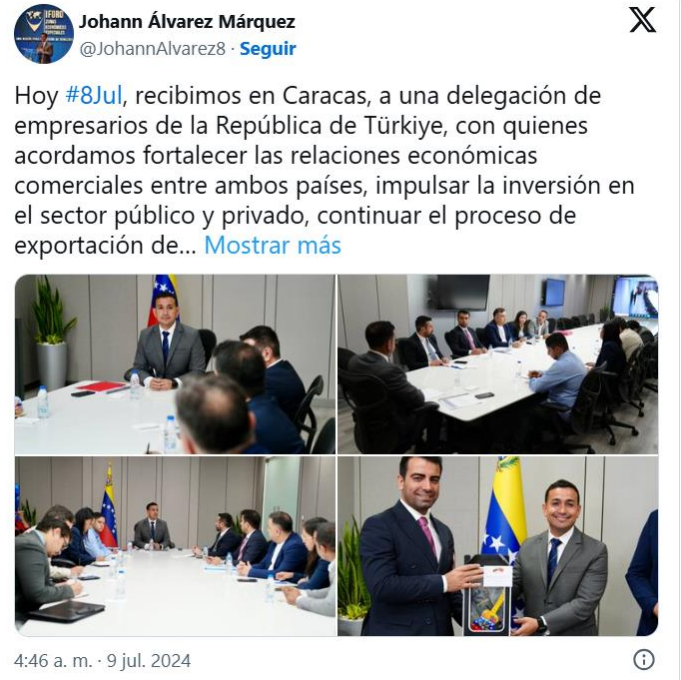 Johann Álvarez Márquez
@JohannAlvarez8 · Seguir
Hoy #8Jul, recibimos en Caracas, a una delegación de
empresarios de la República de Türkiye, con quienes
acordamos fortalecer las relaciones económicas
comerciales entre ambos países, impulsar la inversión en
el sector público y privado, continuar el proceso de
exportación de... Mostrar más
4:46 a. m. · 9 jul. 2024